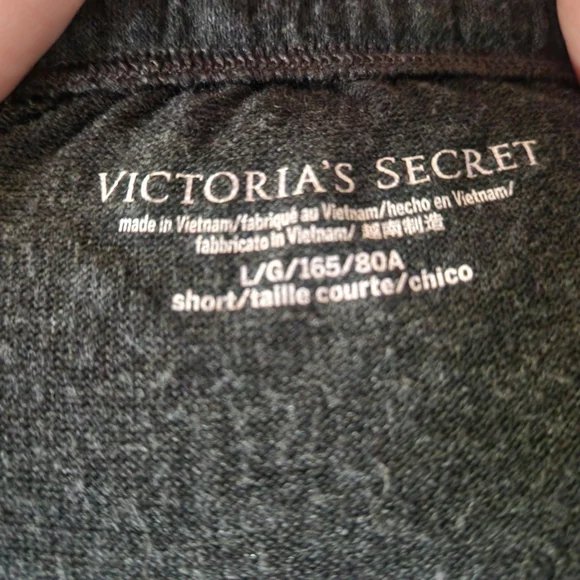 VICTORIA'S SECRET
made in Vietnam/fabriqué au Vietnam/hecho en Vietnam/
fabbricato in Vietnam/ 越南制造
L/G/165/80A
short/taille courte/chico